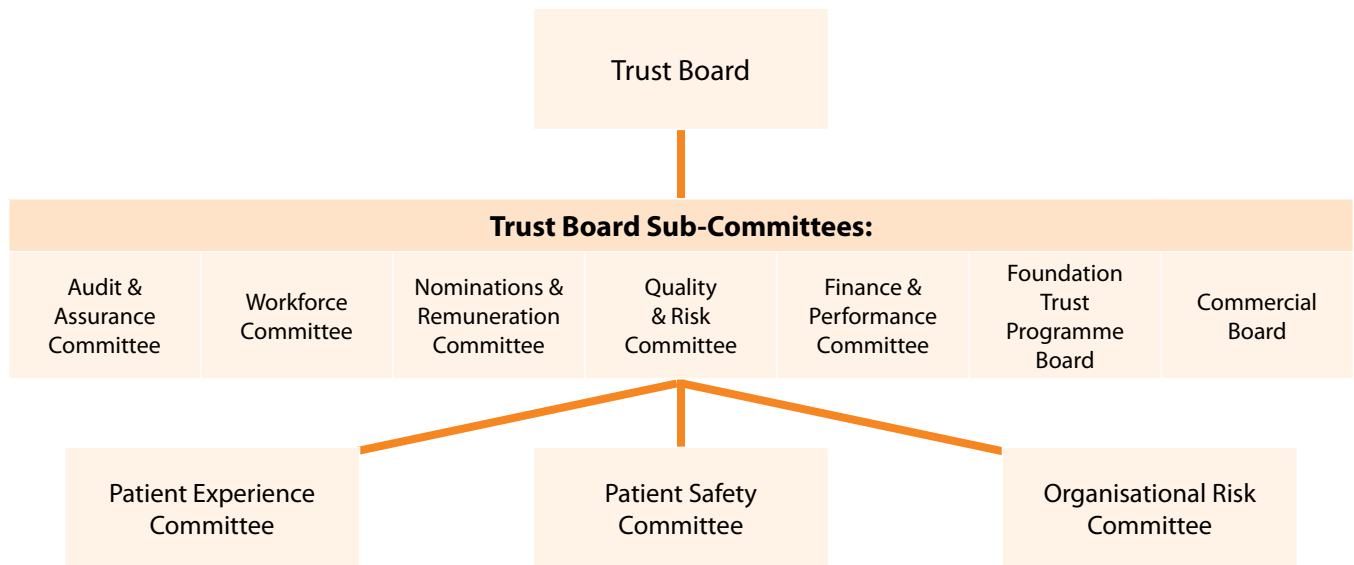 Trust Board
Trust Board Sub-Committees:
Audit &
Assurance
Committee
Workforce
Committee
Nominations &
Remuneration
Committee
Quality
& Risk
Committee
Finance &
Performance
Committee
Foundation
Trust
Programme
Board
Commercial
Board
Patient Experience
Committee
Patient Safety
Committee
Organisational Risk
Committee